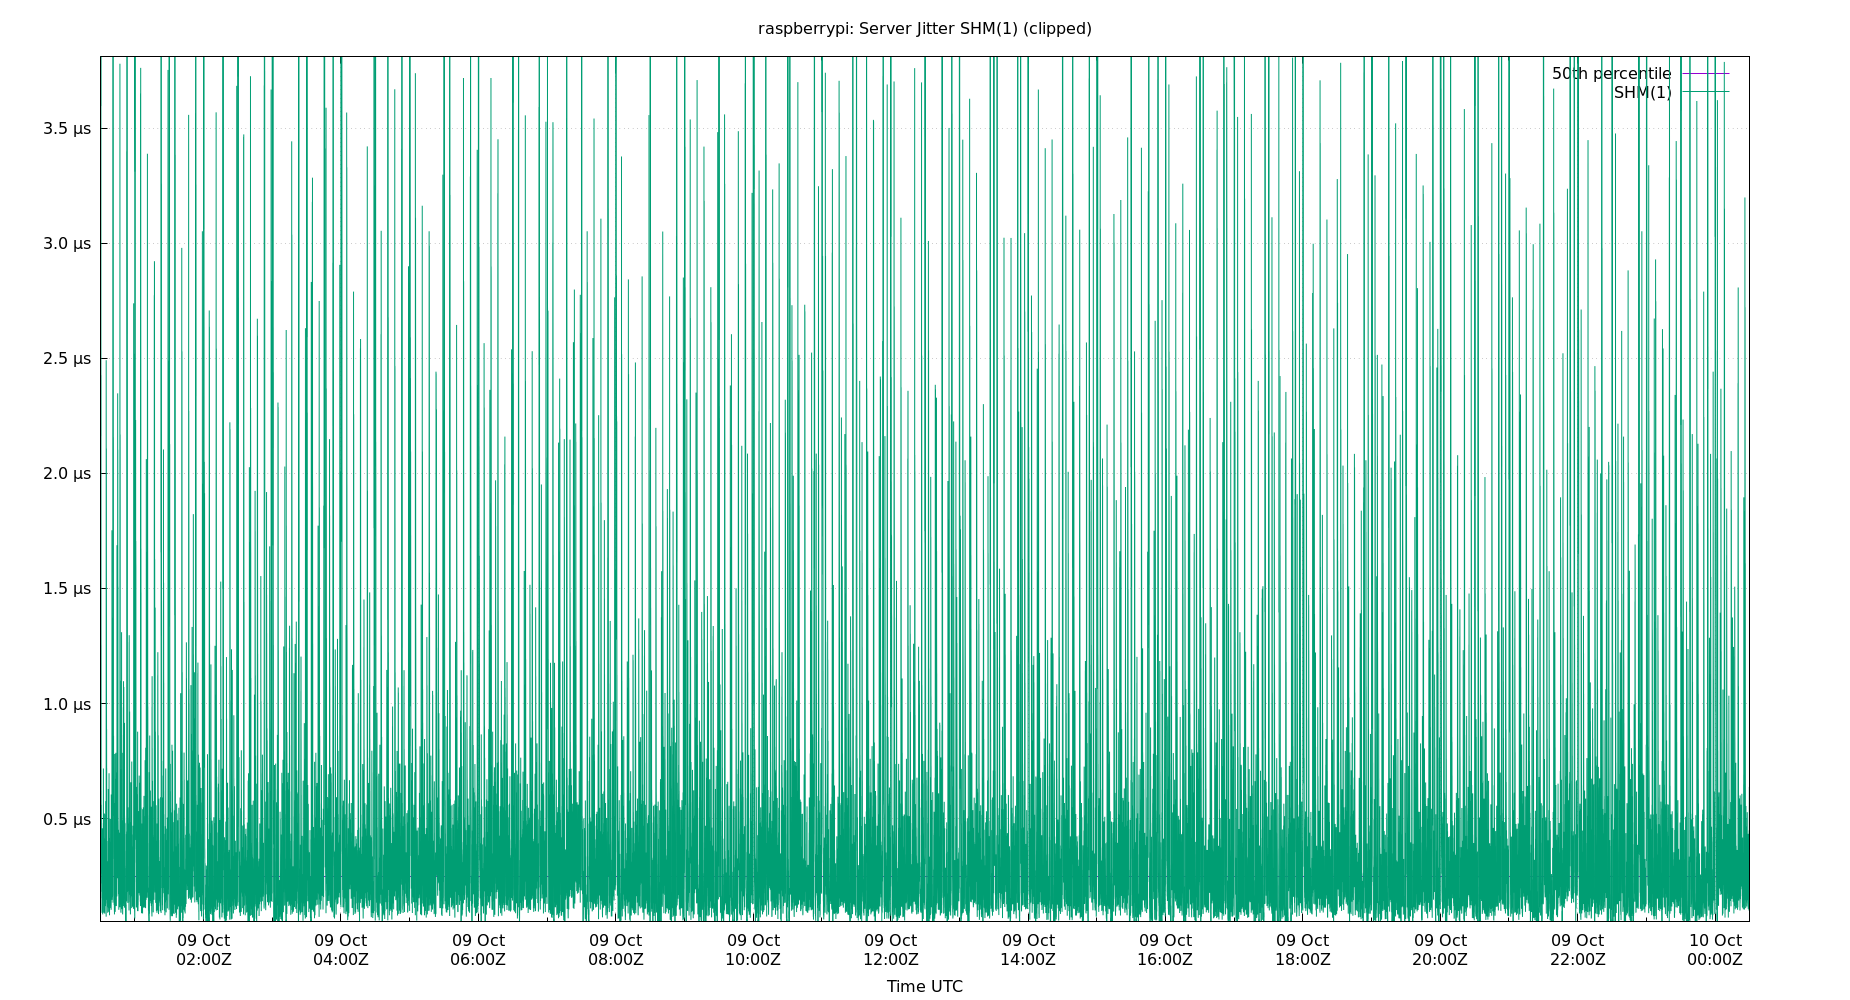 raspberrypi: Server Jitter SHM(1) (clipped)
50th percentile
SHM(1)
3.5 µs
3.0 µs
2.5 µs
2.0 µs
1.5 µs
1.0 µs
0.5 µs
09 Oct 09 Oct 09 Oct 09 Oct 09 Oct 09 Oct 09 Oct 09 Oct 09 Oct 09 Oct 09 Oct 10 Oct
02:00Z 04:00Z 06:00Z 08:00Z 10:00Z 12:00Z 14:00Z 16:00Z 18:00Z 20:00Z 22:00Z 00:00Z
Time UTC